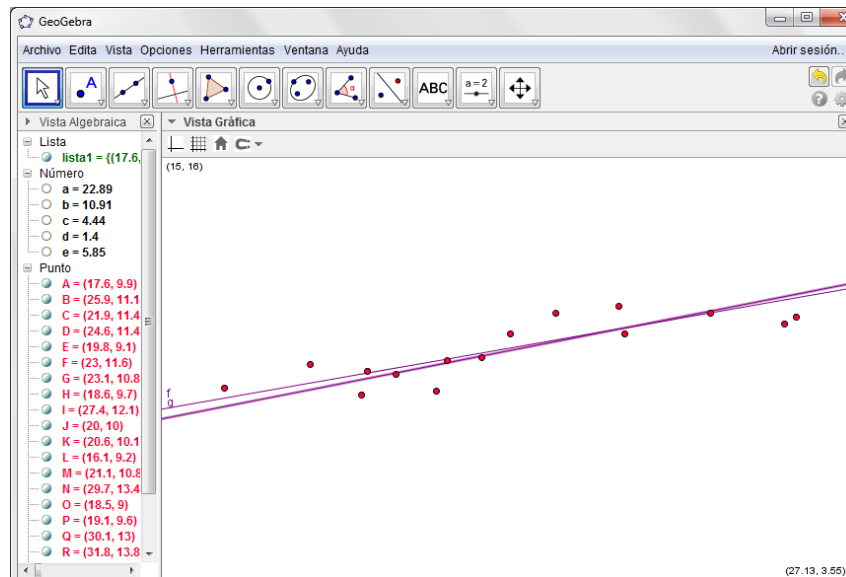 GeoGebra
Archivo Edita Vista Opciones Herramientas Ventana Ayuda
Abrir sesión...
A
α
ABC
a=2
Vista Algebraica
Lista
lista1 = {(17.6,
Número
a = 22.89
b = 10.91
c = 4.44
d = 1.4
e = 5.85
Punto
A = (17.6, 9.9)
B = (25.9, 11.1
C = (21.9, 11.4
D = (24.6, 11.4
E = (19.8, 9.1)
F = (23, 11.6)
G = (23.1, 10.8
H = (18.6, 9.7)
I = (27.4, 12.1)
J = (20, 10)
K = (20.6, 10.1
L = (16.1, 9.2)
M = (21.1, 10.8
N = (29.7, 13.4
O = (18.5, 9)
P = (19.1, 9.6)
Q = (30.1, 13)
R = (31.8, 13.8
Vista Gráfica
(15, 16)
f
g
(27.13, 3.55)